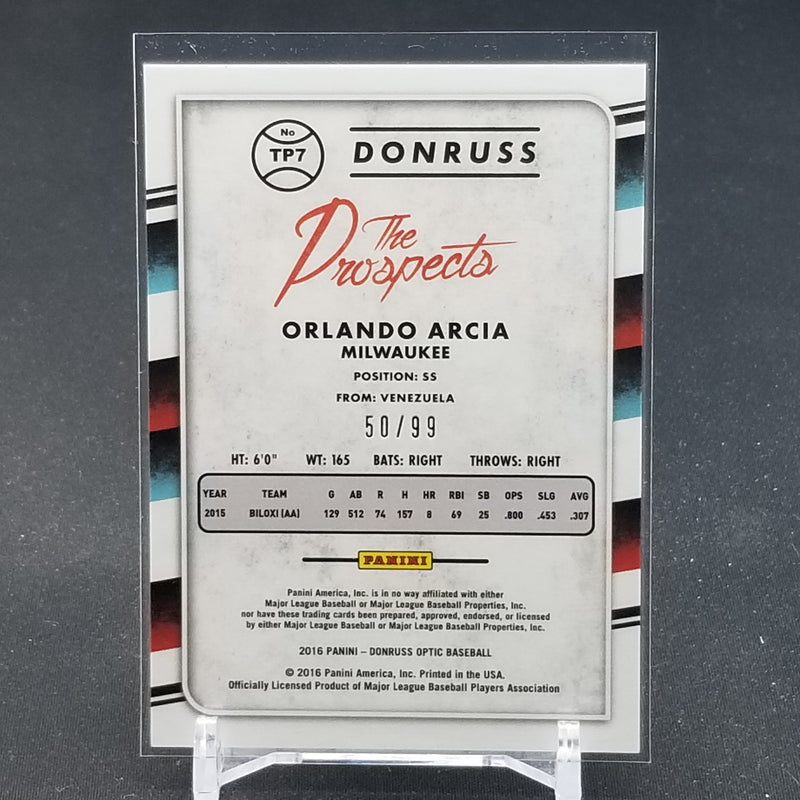 No
TP7
DONRUSS
The
Prospects
ORLANDO ARCIA
MILWAUKEE
POSITION: SS
FROM: VENEZUELA
50/99
HT: 6'0" WT: 165 BATS: RIGHT THROWS: RIGHT
YEAR TEAM G AB R H HR RBI SB OPS SLG AVG
2015 BILOXI (AA) 129 512 74 157 8 69 25 .800 .453 .307
PANINI
Panini America, Inc. is in no way affiliated with either
Major League Baseball or Major League Baseball Properties, Inc.
nor have these trading cards been prepared, approved, endorsed, or licensed
by either Major League Baseball or Major League Baseball Properties, Inc.
2016 PANINI – DONRUSS OPTIC BASEBALL
© 2016 Panini America, Inc. Printed in the USA.
Officially Licensed Product of Major League Baseball Players Association